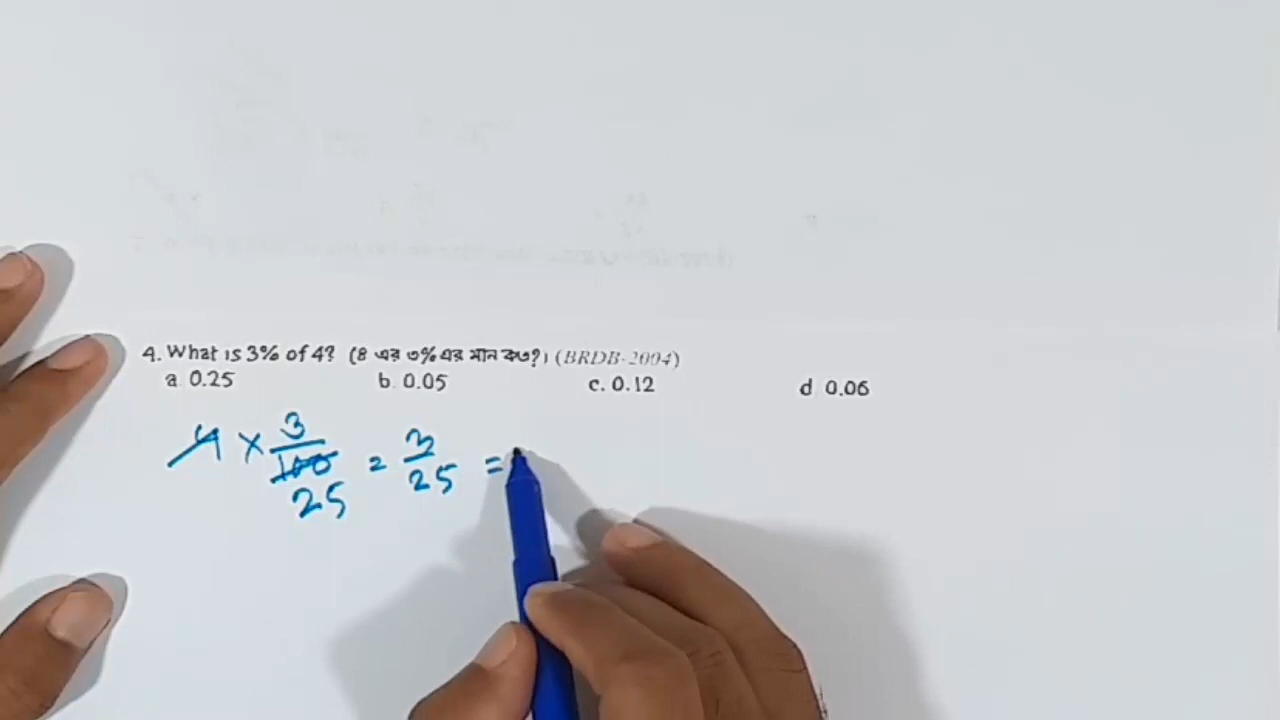 4. What is 3% of 4? (৪ এর ৩% এর মান কত?) (BRDB-2004)
a. 0.25 b. 0.05 c. 0.12 d 0.06
4 × 3/100 = 3/25 =
25